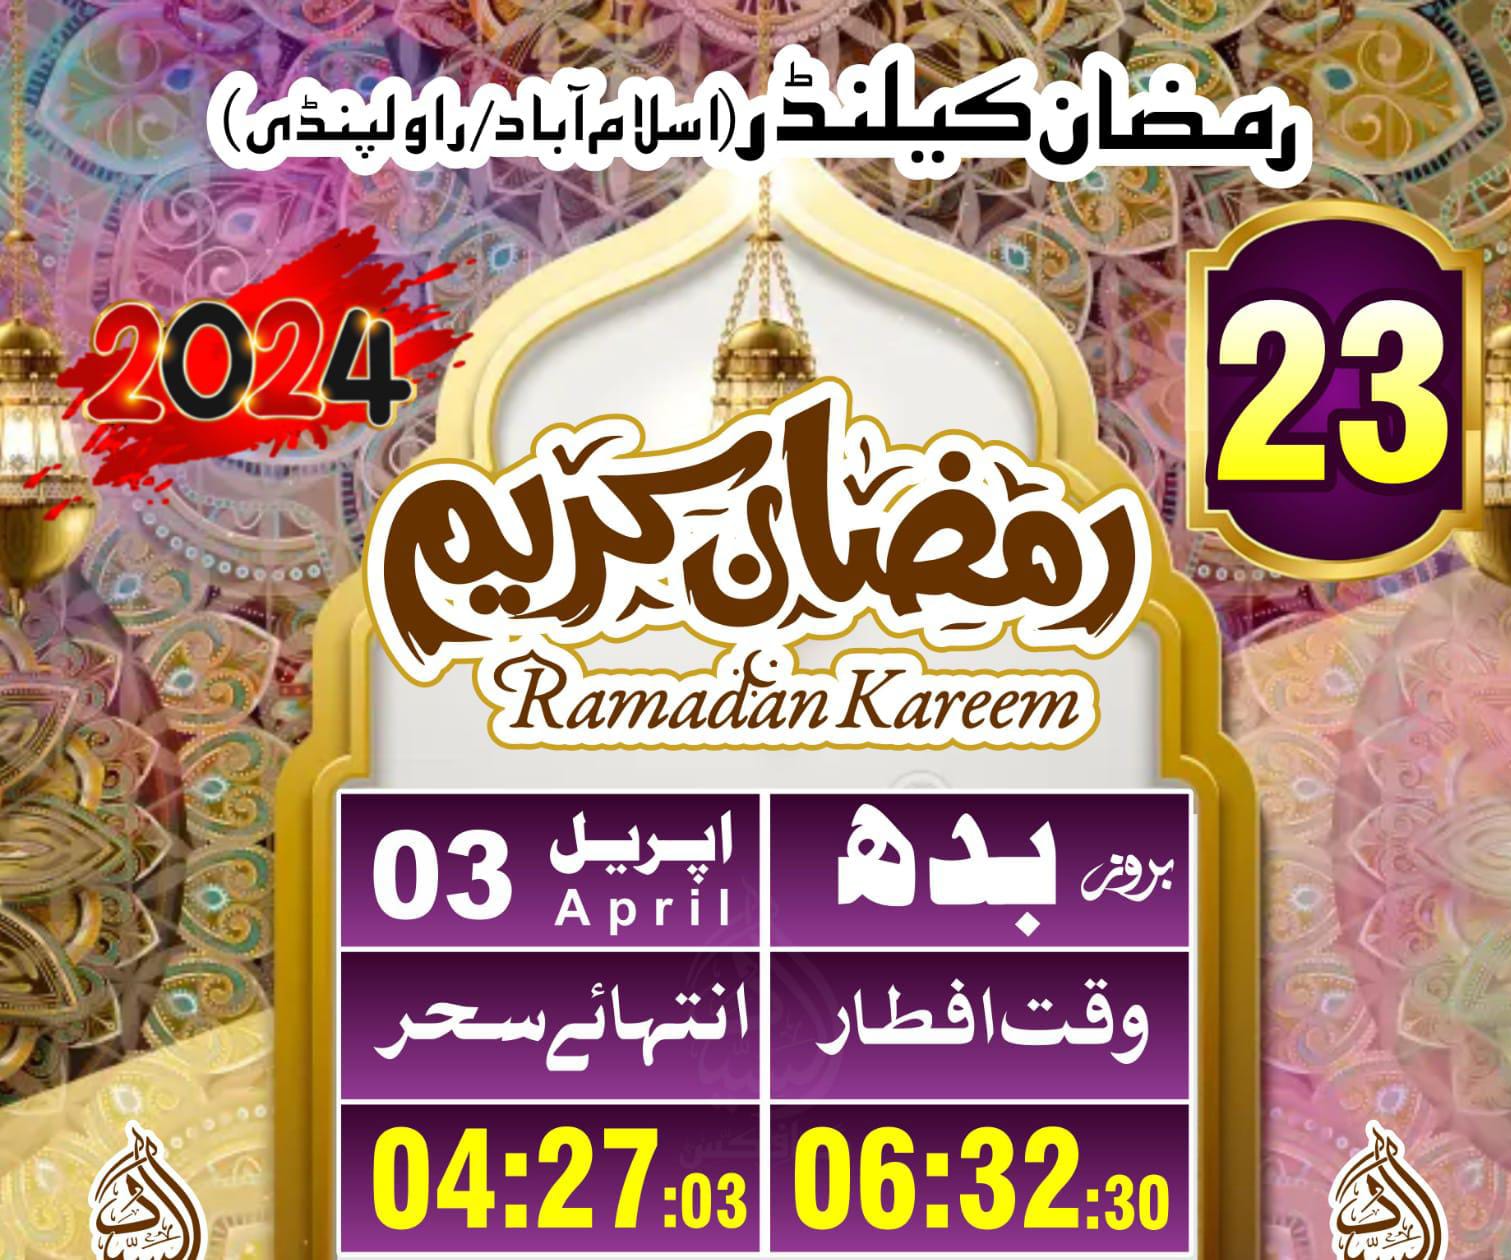 رمضان کیلنڈر (اسلام آباد/راولپنڈی)
2024
23
رمضان كريم
Ramadan Kareem
بروز بدھ
اپریل 03
April
وقت افطار
انتہائے سحر
06:32:30
04:27:03